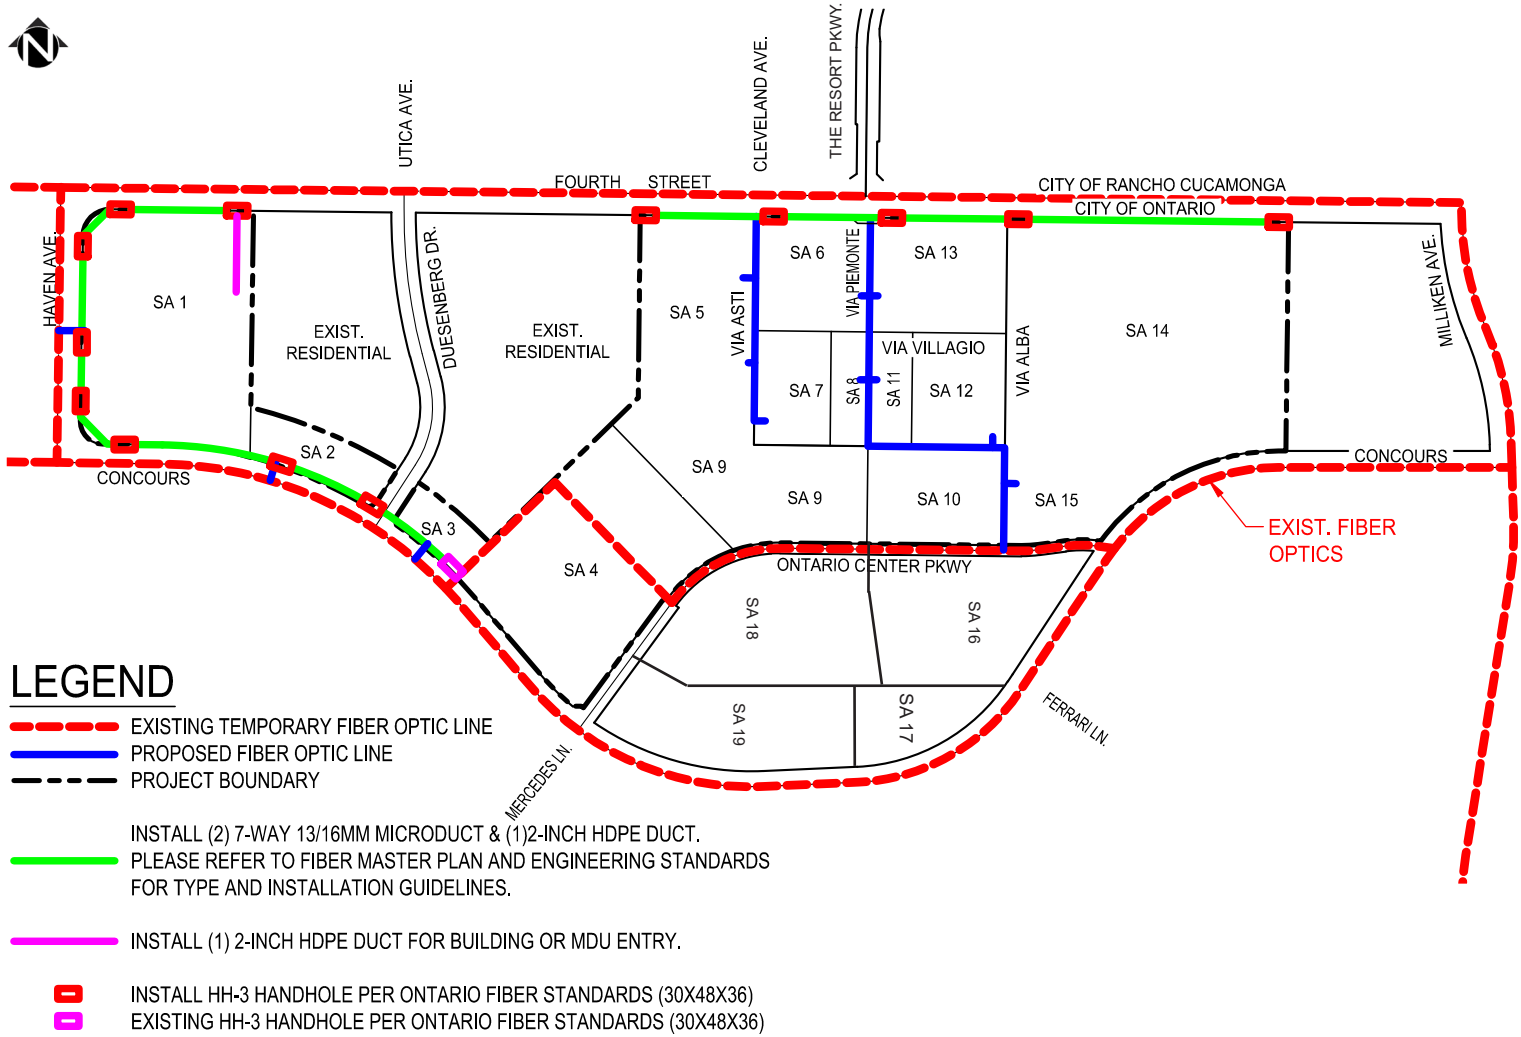 N
UTICA AVE.
CLEVELAND AVE.
THE RESORT PKWY.
FOURTH STREET
CITY OF RANCHO CUCAMONGA
CITY OF ONTARIO
HAVEN AVE.
SA 1
EXIST.
RESIDENTIAL
DUESENBERG DR.
EXIST.
RESIDENTIAL
SA 5
VIA ASTI
SA 6
VIA PIEMONTE
SA 13
VIA VILLAGIO
VIA ALBA
SA 14
MILLIKEN AVE.
SA 7
SA 8
SA 11
SA 12
SA 2
SA 9
SA 9
SA 10
SA 15
CONCOURS
CONCOURS
SA 3
SA 4
EXIST. FIBER
OPTICS
ONTARIO CENTER PKWY
SA 18
SA 16
SA 19
SA 17
FERRARI LN.
MERCEDES LN.
LEGEND
EXISTING TEMPORARY FIBER OPTIC LINE
PROPOSED FIBER OPTIC LINE
PROJECT BOUNDARY
INSTALL (2) 7-WAY 13/16MM MICRODUCT & (1)2-INCH HDPE DUCT.
PLEASE REFER TO FIBER MASTER PLAN AND ENGINEERING STANDARDS
FOR TYPE AND INSTALLATION GUIDELINES.
INSTALL (1) 2-INCH HDPE DUCT FOR BUILDING OR MDU ENTRY.
INSTALL HH-3 HANDHOLE PER ONTARIO FIBER STANDARDS (30X48X36)
EXISTING HH-3 HANDHOLE PER ONTARIO FIBER STANDARDS (30X48X36)